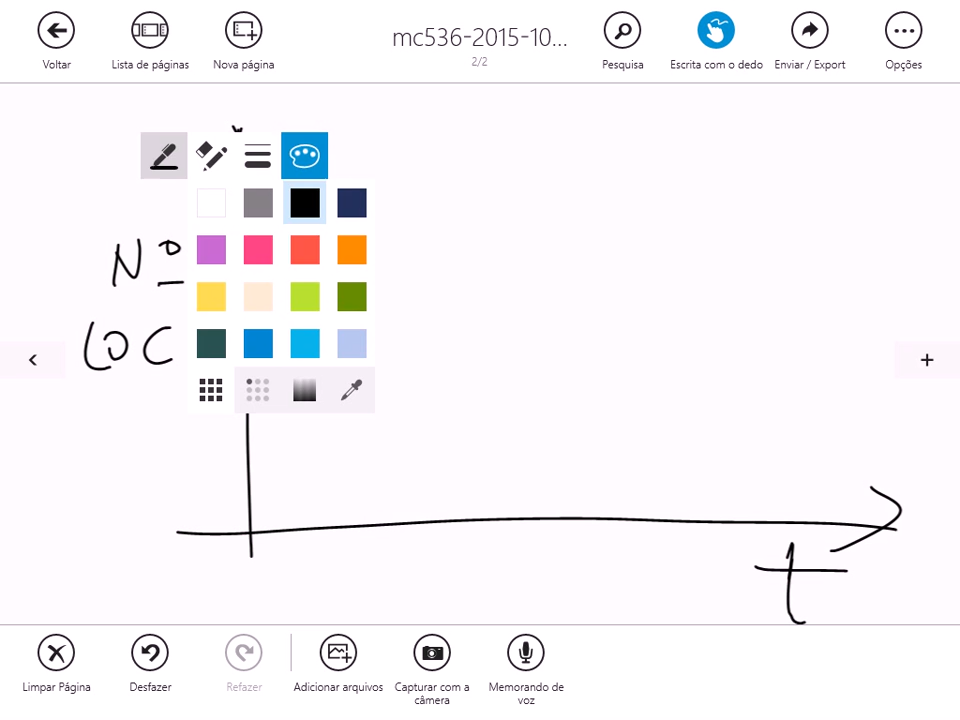 mc536-2015-10...
2/2
Voltar
Lista de páginas
Nova página
Pesquisa
Escrita com o dedo
Enviar / Export
Opções
Nº
LOC
t
Limpar Página
Desfazer
Refazer
Adicionar arquivos
Capturar com a
câmera
Memorando de
voz